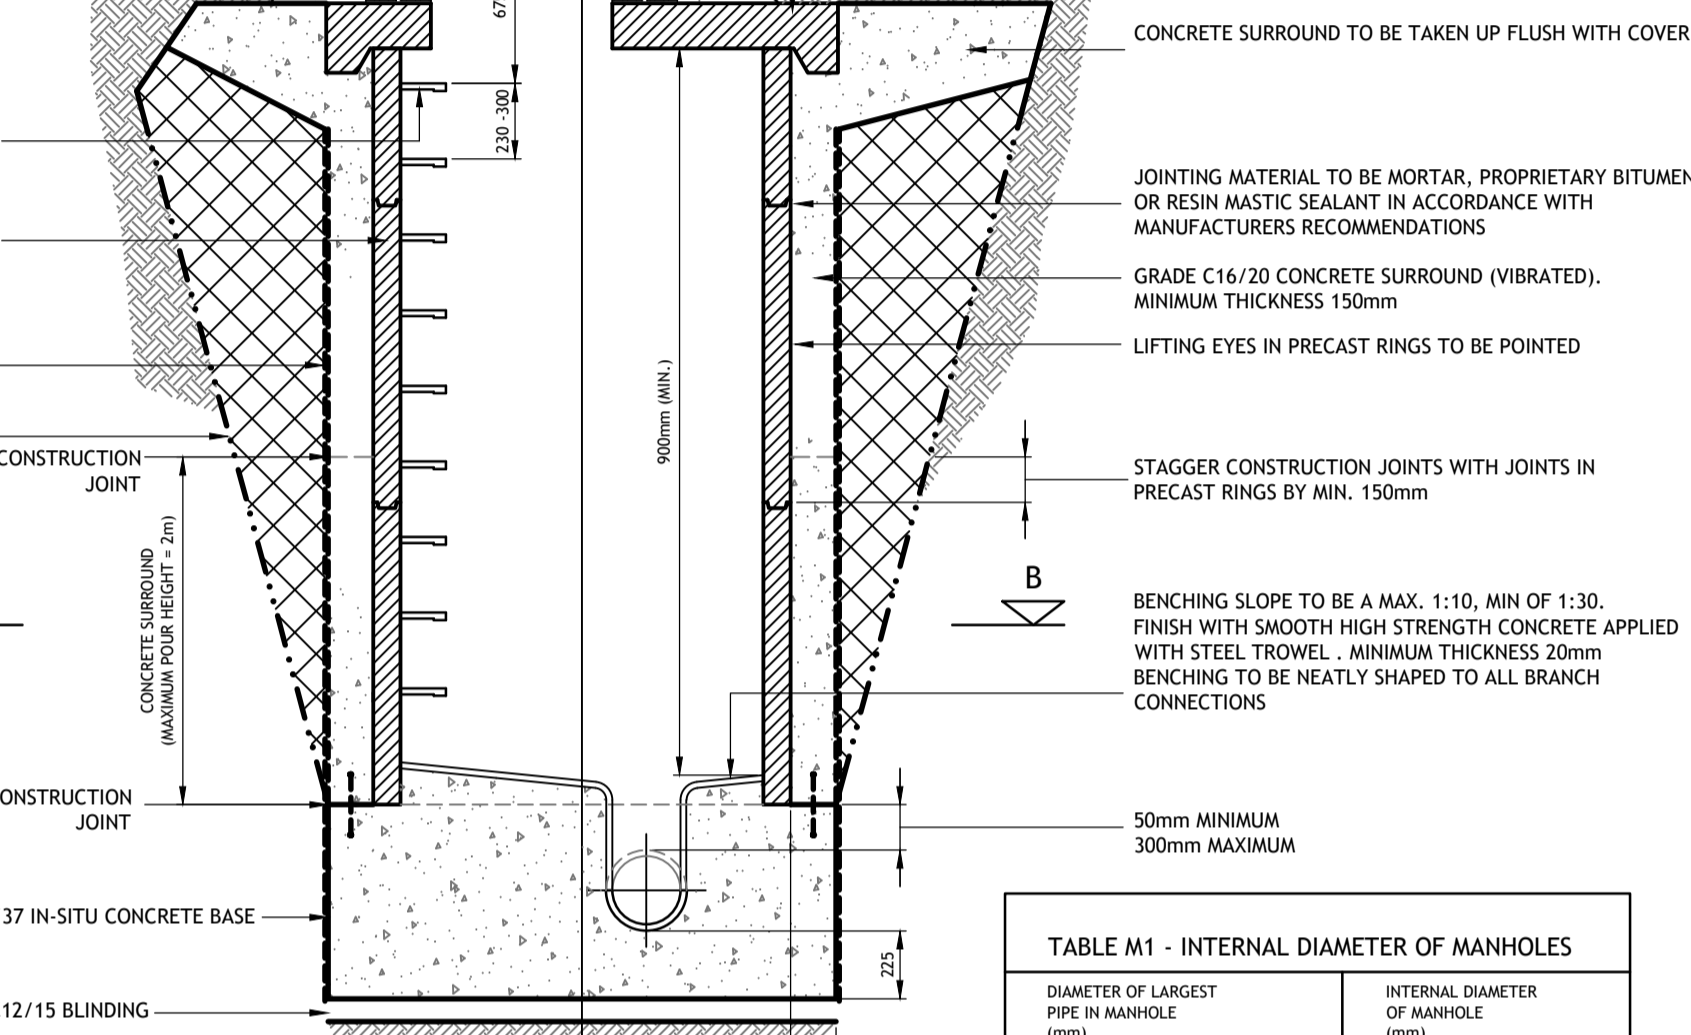 67
CONCRETE SURROUND TO BE TAKEN UP FLUSH WITH COVER
230 -300
JOINTING MATERIAL TO BE MORTAR, PROPRIETARY BITUMEN
OR RESIN MASTIC SEALANT IN ACCORDANCE WITH
MANUFACTURERS RECOMMENDATIONS
GRADE C16/20 CONCRETE SURROUND (VIBRATED).
MINIMUM THICKNESS 150mm
LIFTING EYES IN PRECAST RINGS TO BE POINTED
900mm (MIN.)
CONSTRUCTION
JOINT
STAGGER CONSTRUCTION JOINTS WITH JOINTS IN
PRECAST RINGS BY MIN. 150mm
CONCRETE SURROUND
(MAXIMUM POUR HEIGHT = 2m)
B
BENCHING SLOPE TO BE A MAX. 1:10, MIN OF 1:30.
FINISH WITH SMOOTH HIGH STRENGTH CONCRETE APPLIED
WITH STEEL TROWEL . MINIMUM THICKNESS 20mm
BENCHING TO BE NEATLY SHAPED TO ALL BRANCH
CONNECTIONS
ONSTRUCTION
JOINT
50mm MINIMUM
300mm MAXIMUM
37 IN-SITU CONCRETE BASE
225
12/15 BLINDING
TABLE M1 - INTERNAL DIAMETER OF MANHOLES
DIAMETER OF LARGEST
PIPE IN MANHOLE
(mm)
INTERNAL DIAMETER
OF MANHOLE
(mm)